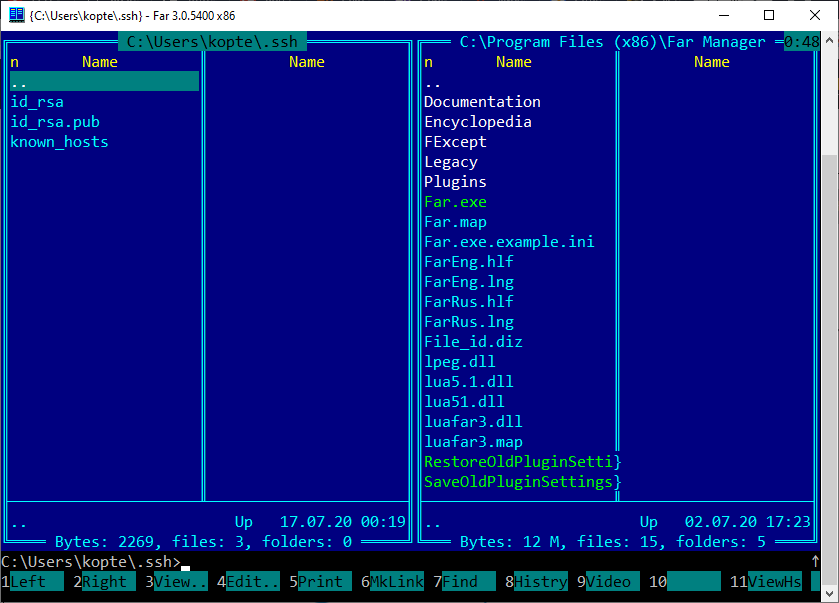 {C:\Users\kopte\.ssh} - Far 3.0.5400 x86
C:\Users\kopte\.ssh
n Name Name
..
id_rsa
id_rsa.pub
known_hosts
.. Up 17.07.20 00:19
Bytes: 2269, files: 3, folders: 0
C:\Program Files (x86)\Far Manager 0:48
n Name Name
..
Documentation
Encyclopedia
FExcept
Legacy
Plugins
Far.exe
Far.map
Far.exe.example.ini
FarEng.hlf
FarEng.lng
FarRus.hlf
FarRus.lng
File_id.diz
lpeg.dll
lua5.1.dll
lua51.dll
luafar3.dll
luafar3.map
RestoreOldPluginSetti}
SaveOldPluginSettings}
.. Up 02.07.20 17:23
Bytes: 12 M, files: 15, folders: 5
C:\Users\kopte\.ssh>
1Left 2Right 3View.. 4Edit.. 5Print 6MkLink 7Find 8Histry 9Video 10 11ViewHs